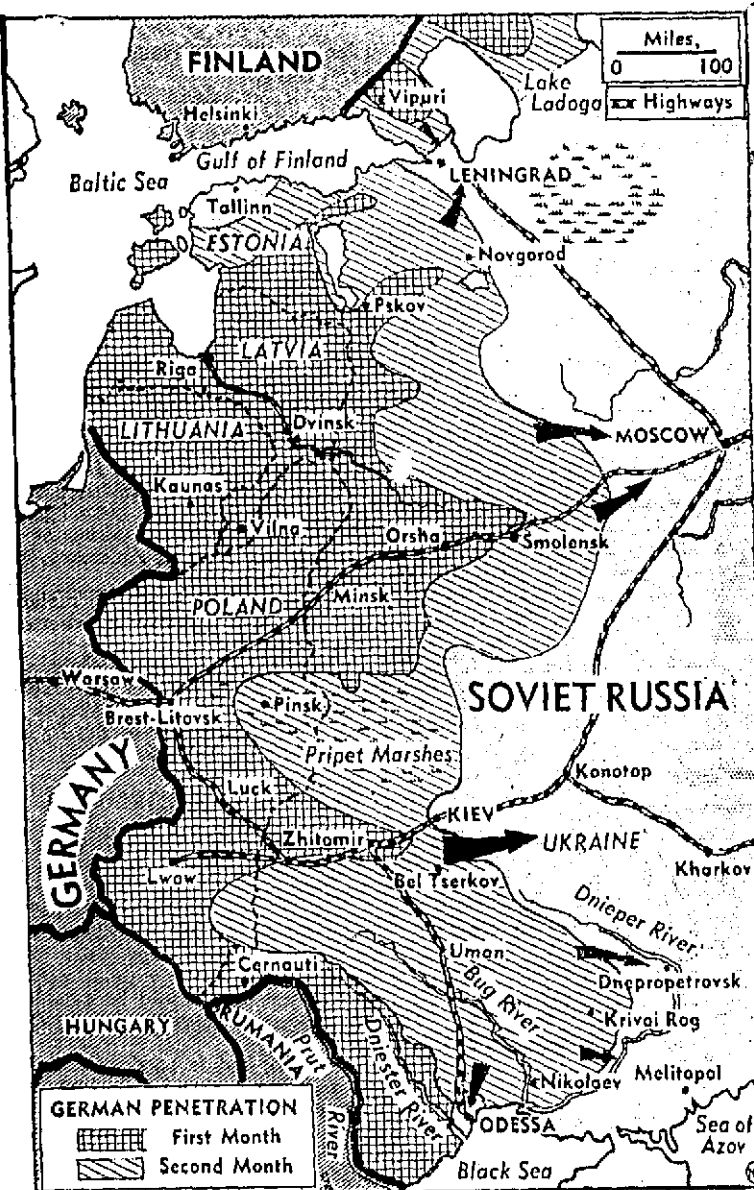 FINLAND
Miles,
0 100
Highways
Lake
Ladoga
Vipuri
Helsinki
Gulf of Finland
Baltic Sea
LENINGRAD
Tallinn
ESTONIA
Novgorod
Pskov
LATVIA
Riga
LITHUANIA
Dvinsk
MOSCOW
Kaunas
Vilna
Orsha
Smolensk
Minsk
POLAND
Warsaw
Brest-Litovsk
Pinsk
SOVIET RUSSIA
Pripet Marshes
GERMANY
Luck
Konotop
KIEV
Zhitomir
UKRAINE
Lwow
Bel Tserkov
Kharkov
Dnieper River
Uman
Cernauti
Bug River
Dnepropetrovsk
HUNGARY
RUMANIA
Prut
River
Dniester River
Krivoi Rog
Nikolaev
Melitopol
GERMAN PENETRATION
First Month
Second Month
ODESSA
Sea of
Azov
Black Sea